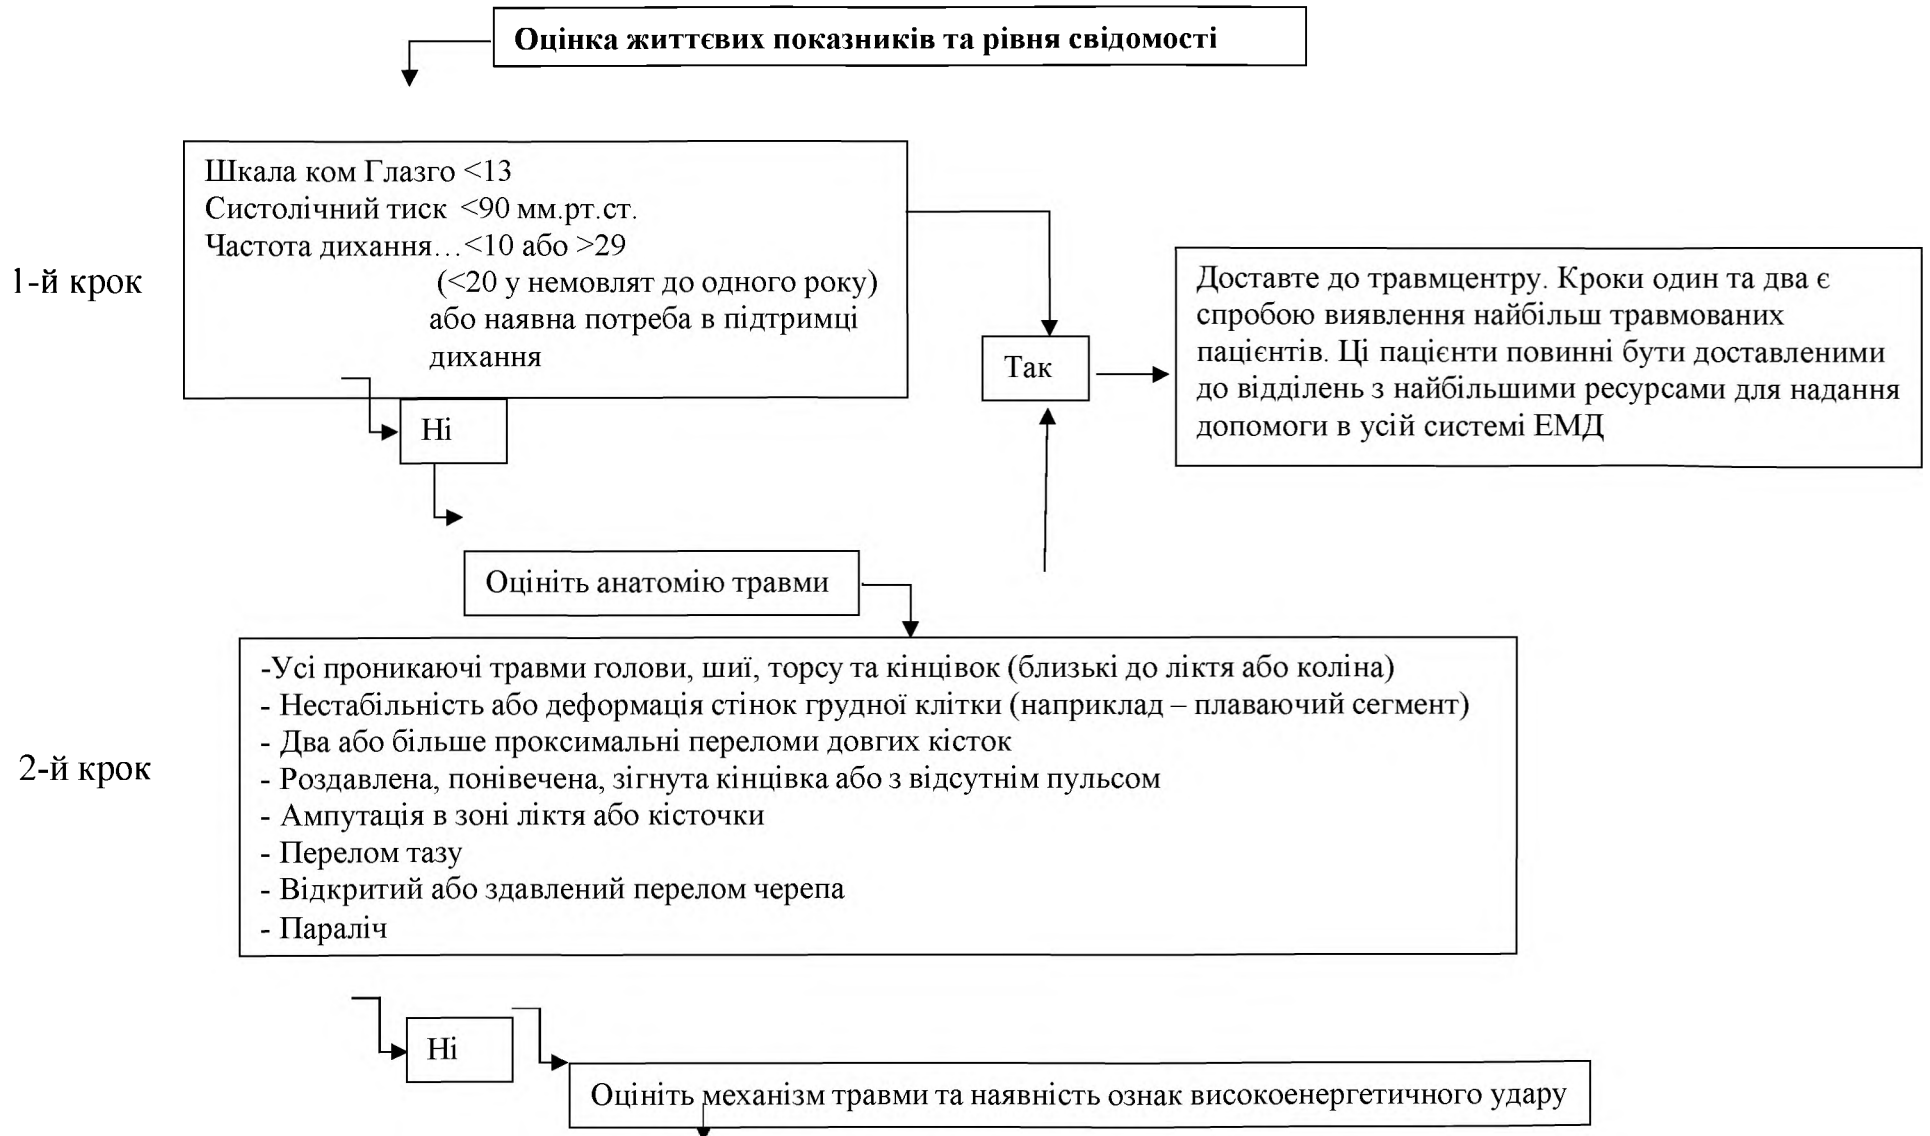 Оцінка життєвих показників та рівня свідомості
1-й крок
Шкала ком Глазго <13
Систолічний тиск <90 мм.рт.ст.
Частота дихання…<10 або >29
(<20 у немовлят до одного року)
або наявна потреба в підтримці
дихання
Ні
Так
Доставте до травмцентру. Кроки один та два є
спробою виявлення найбільш травмованих
пацієнтів. Ці пацієнти повинні бути доставленими
до відділень з найбільшими ресурсами для надання
допомоги в усій системі ЕМД
Оцініть анатомію травми
2-й крок
-Усі проникаючі травми голови, шиї, торсу та кінцівок (близькі до ліктя або коліна)
- Нестабільність або деформація стінок грудної клітки (наприклад – плаваючий сегмент)
- Два або більше проксимальні переломи довгих кісток
- Роздавлена, понівечена, зігнута кінцівка або з відсутнім пульсом
- Ампутація в зоні ліктя або кісточки
- Перелом тазу
- Відкритий або здавлений перелом черепа
- Параліч
Ні
Оцініть механізм травми та наявність ознак високоенергетичного удару